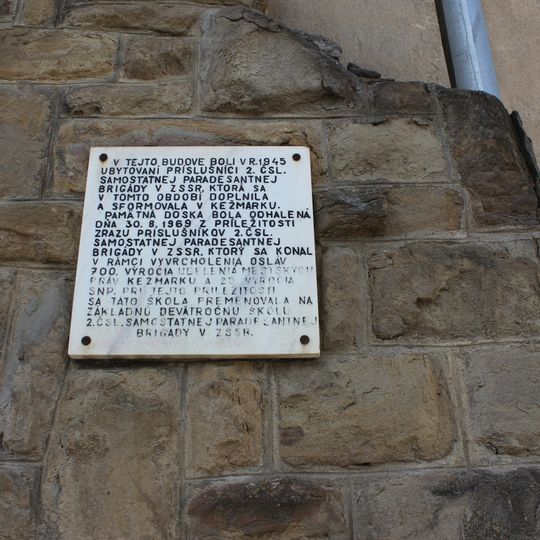 V TEJTO BUDOVE BOLI V R. 1945
UBYTOVANÍ PRÍSLUŠNÍCI 2. ČSL.
SAMOSTATNEJ PARADESANTNEJ
BRIGÁDY V ZSSR, KTORÁ SA
V TOMTO OBDOBÍ DOPLNILA
A SFORMOVALA V KEŽMARKU.
PAMÄTNÁ DOSKA BOLA ODHALENÁ
DŇA 30. 8. 1969 Z PRÍLEŽITOSTI
ZRAZU PRÍSLUŠNÍKOV 2. ČSL.
SAMOSTATNEJ PARADESANTNEJ
BRIGÁDY V ZSSR, KTORÝ SA KONAL
V RÁMCI VYVRCHOLENIA OSLÁV
700. VÝROČIA UDELENIA MESTSKÝCH
PRÁV KEŽMARKU A 25. VÝROČIA
SNP. PRI TEJTO PRÍLEŽITOSTI
SA TÁTO ŠKOLA PREMENOVALA NA
ZÁKLADNÚ DEVÄŤROČNÚ ŠKOLU
2. ČSL. SAMOSTATNEJ PARADESANTNEJ
BRIGÁDY V ZSSR.